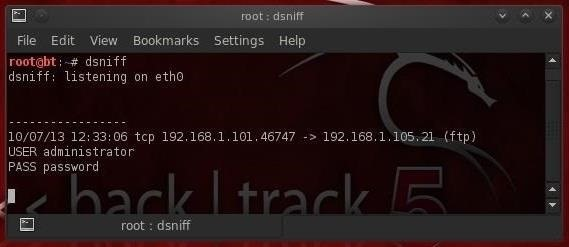 root : dsniff
File Edit View Bookmarks Settings Help
root@bt:~# dsniff
dsniff: listening on eth0
-----------------
10/07/13 12:33:06 tcp 192.168.1.101.46747 -> 192.168.1.105.21 (ftp)
USER administrator
PASS password
< back | track 5
root : dsniff